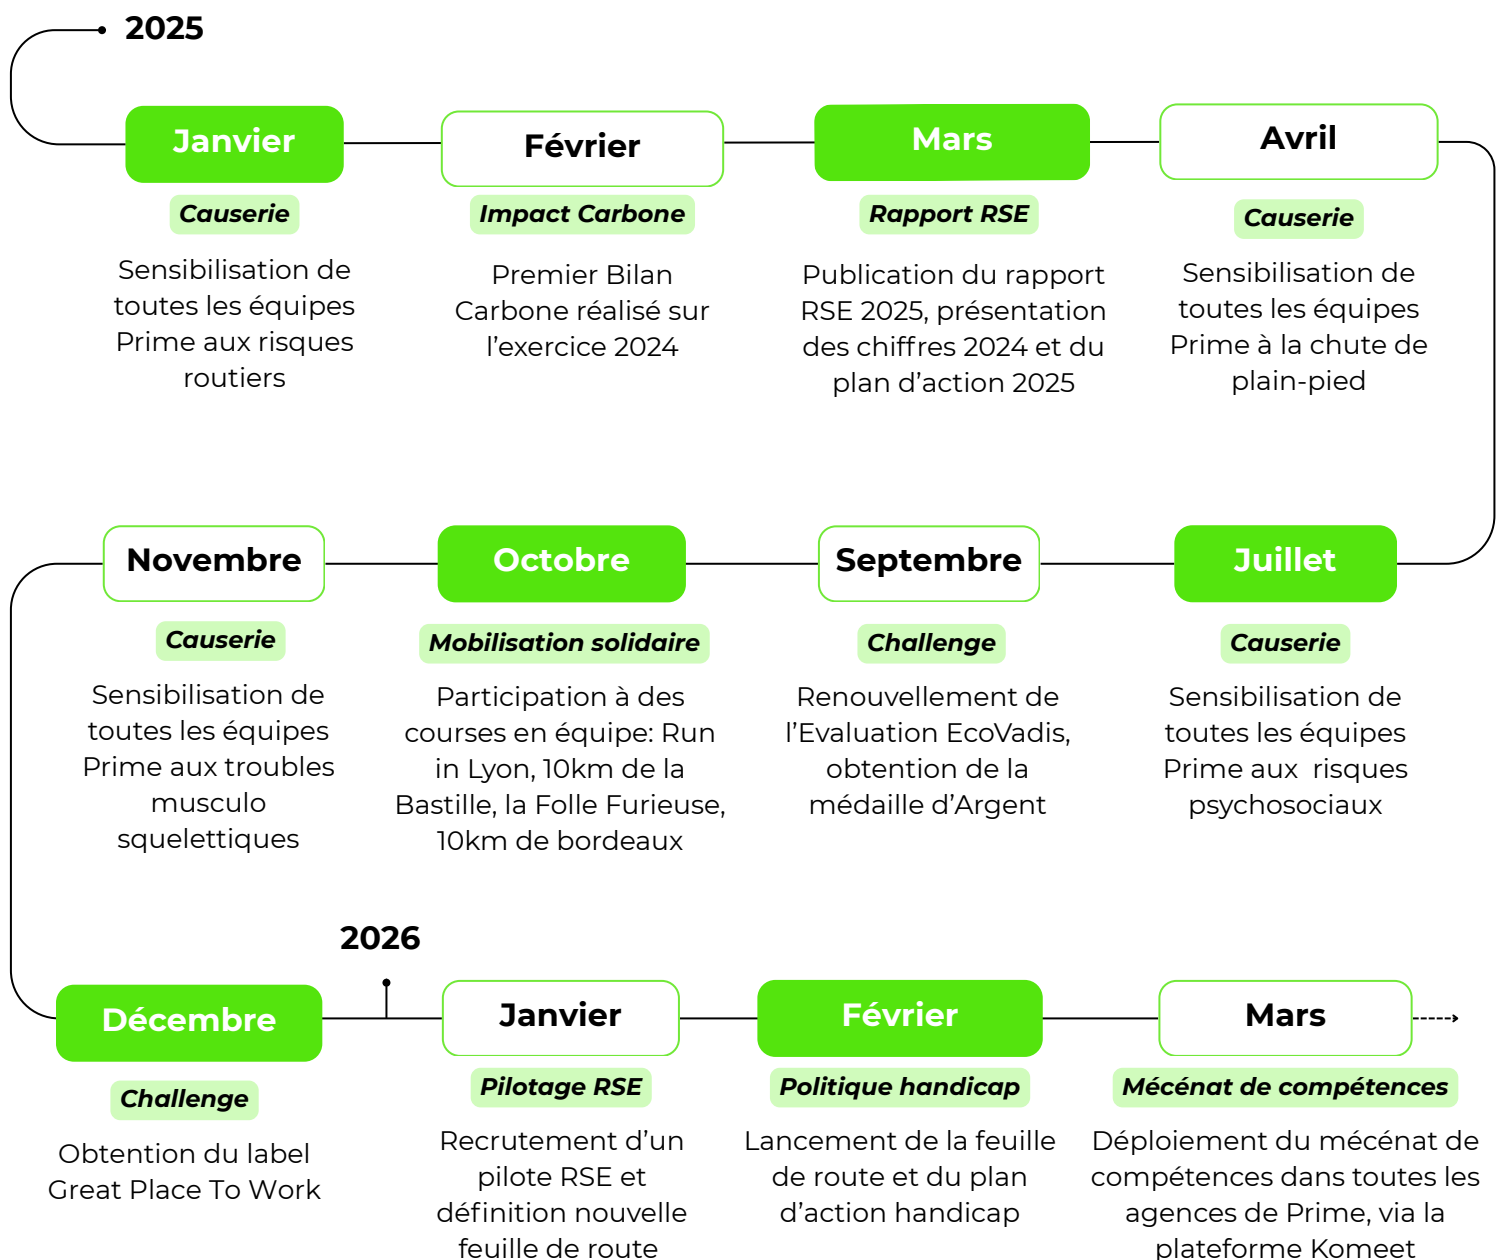 2025
Janvier
Causerie
Sensibilisation de
toutes les équipes
Prime aux risques
routiers
Février
Impact Carbone
Premier Bilan
Carbone réalisé sur
l’exercice 2024
Mars
Rapport RSE
Publication du rapport
RSE 2025, présentation
des chiffres 2024 et du
plan d’action 2025
Avril
Causerie
Sensibilisation de
toutes les équipes
Prime à la chute de
plain-pied
Juillet
Causerie
Sensibilisation de
toutes les équipes
Prime aux risques
psychosociaux
Septembre
Challenge
Renouvellement de
l’Evaluation EcoVadis,
obtention de la
médaille d’Argent
Octobre
Mobilisation solidaire
Participation à des
courses en équipe: Run
in Lyon, 10km de la
Bastille, la Folle Furieuse,
10km de bordeaux
Novembre
Causerie
Sensibilisation de
toutes les équipes
Prime aux troubles
musculo
squelettiques
Décembre
Challenge
Obtention du label
Great Place To Work
2026
Janvier
Pilotage RSE
Recrutement d’un
pilote RSE et
définition nouvelle
feuille de route
Février
Politique handicap
Lancement de la feuille
de route et du plan
d’action handicap
Mars
Mécénat de compétences
Déploiement du mécénat de
compétences dans toutes les
agences de Prime, via la
plateforme Komeet